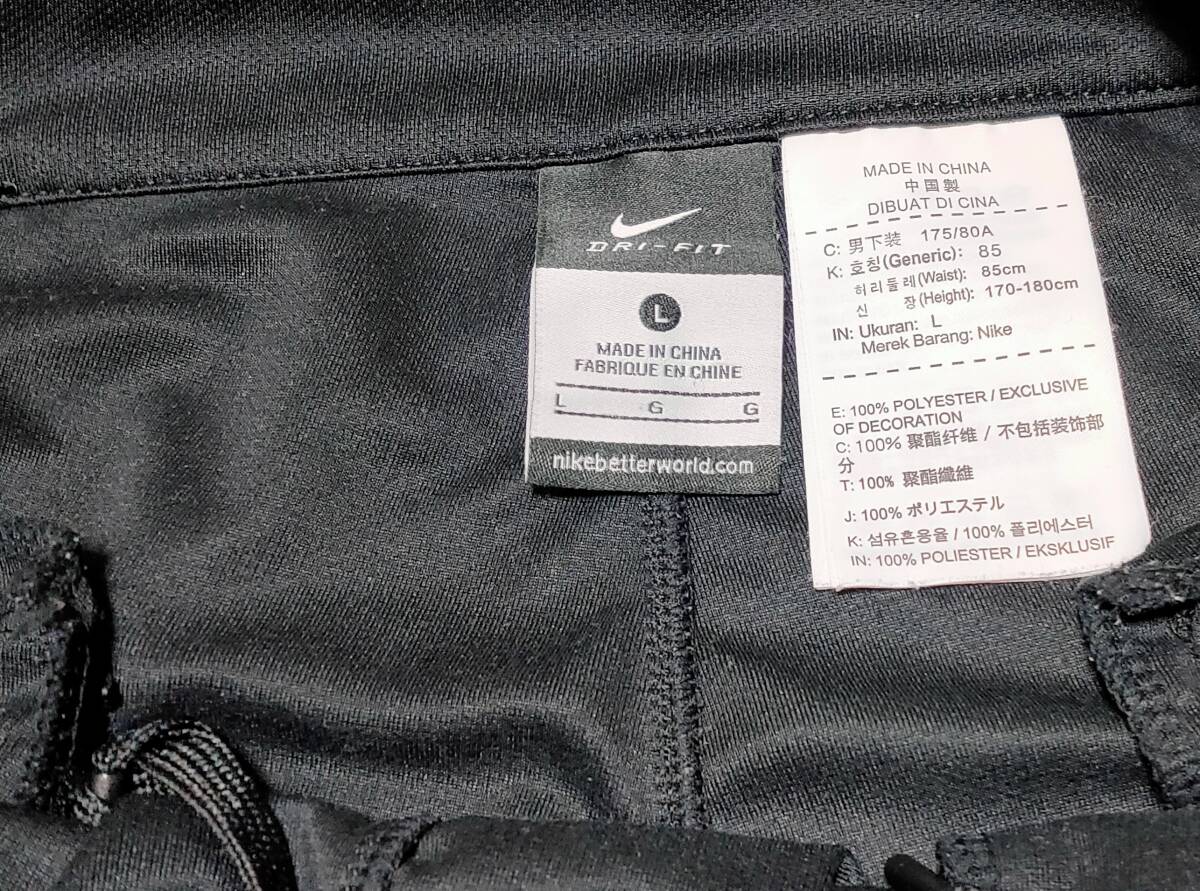 DRI-FIT
L
MADE IN CHINA
FABRIQUE EN CHINE
L G G
nikebetterworld.com
MADE IN CHINA
中国製
DIBUAT DI CINA
C: 男下装 175/80A
K: 호칭(Generic): 85
허리둘레(Waist): 85cm
신 장(Height): 170-180cm
IN: Ukuran: L
Merek Barang: Nike
E: 100% POLYESTER / EXCLUSIVE
OF DECORATION
C: 100% 聚酯纤维 / 不包括装饰部
分
T: 100% 聚酯纖維
J: 100% ポリエステル
K: 섬유혼용율 / 100% 폴리에스터
IN: 100% POLIESTER / EKSKLUSIF